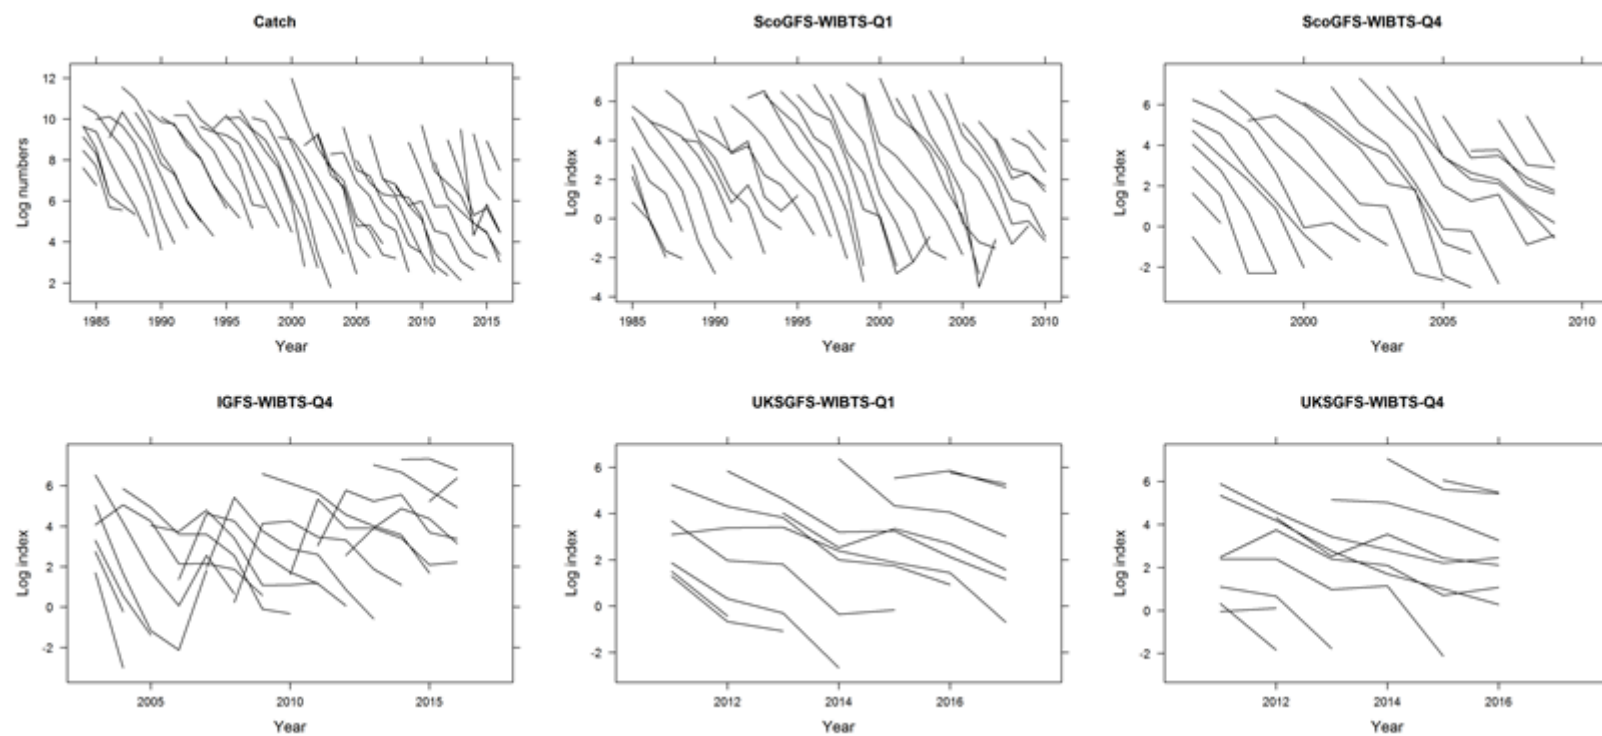 Catch
ScoGFS-WIBTS-Q1
ScoGFS-WIBTS-Q4
Log numbers
12
10
8
6
4
2
1985 1990 1995 2000 2005 2010 2015
Year
Log index
6
4
2
0
-2
-4
1985 1990 1995 2000 2005 2010
Year
Log index
6
4
2
0
-2
2000 2005 2010
Year
IGFS-WIBTS-Q4
UKSGFS-WIBTS-Q1
UKSGFS-WIBTS-Q4
Log index
6
4
2
0
-2
2005 2010 2015
Year
Log index
6
4
2
0
-2
2012 2014 2016
Year
Log index
6
4
2
0
-2
2012 2014 2016
Year